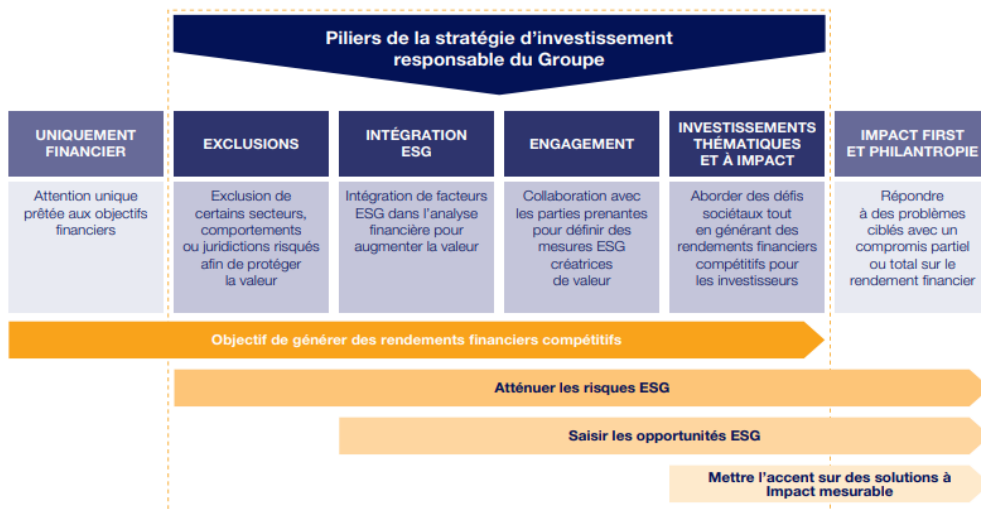 Piliers de la stratégie d'investissement
responsable du Groupe
UNIQUEMENT
FINANCIER
Attention unique
prêtée aux objectifs
financiers
EXCLUSIONS
Exclusion de
certains secteurs,
comportements
ou juridictions risqués
afin de protéger
la valeur
INTÉGRATION
ESG
Intégration de facteurs
ESG dans l'analyse
financière pour
augmenter la valeur
ENGAGEMENT
Collaboration avec
les parties prenantes
pour définir des
mesures ESG
créatrices
de valeur
INVESTISSEMENTS
THÉMATIQUES
ET À IMPACT
Aborder des défis
sociétaux tout
en générant des
rendements financiers
compétitifs pour
les investisseurs
IMPACT FIRST
ET PHILANTROPIE
Répondre
à des problèmes
ciblés avec un
compromis partiel
ou total sur le
rendement financier
Objectif de générer des rendements financiers compétitifs
Atténuer les risques ESG
Saisir les opportunités ESG
Mettre l'accent sur des solutions à
Impact mesurable